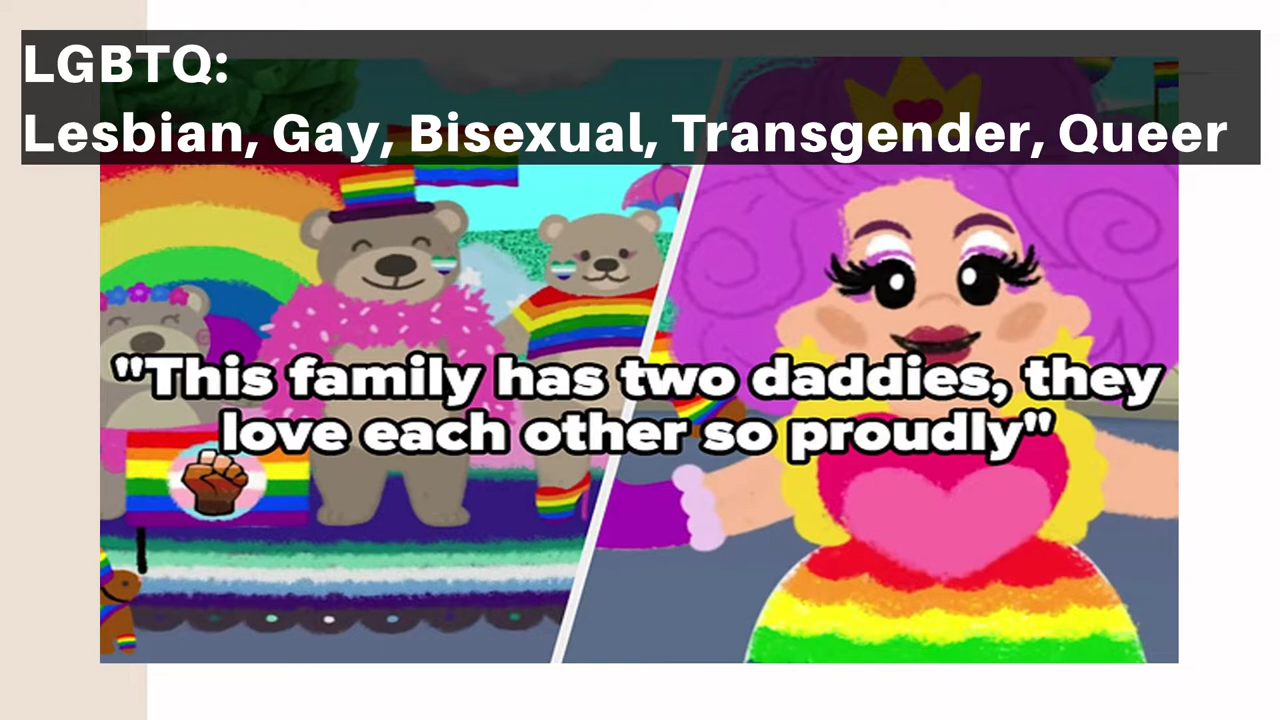 LGBTQ:
Lesbian, Gay, Bisexual, Transgender, Queer
"This family has two daddies, they
love each other so proudly"